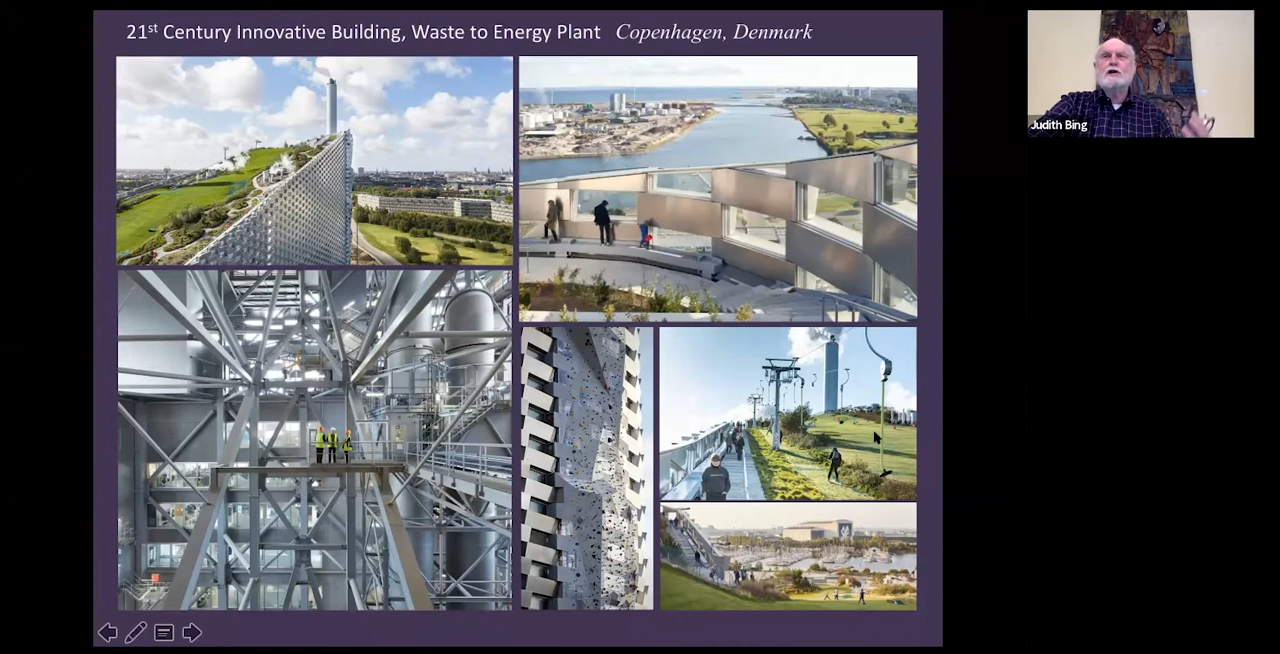 21st Century Innovative Building, Waste to Energy Plant Copenhagen, Denmark
Judith Bing